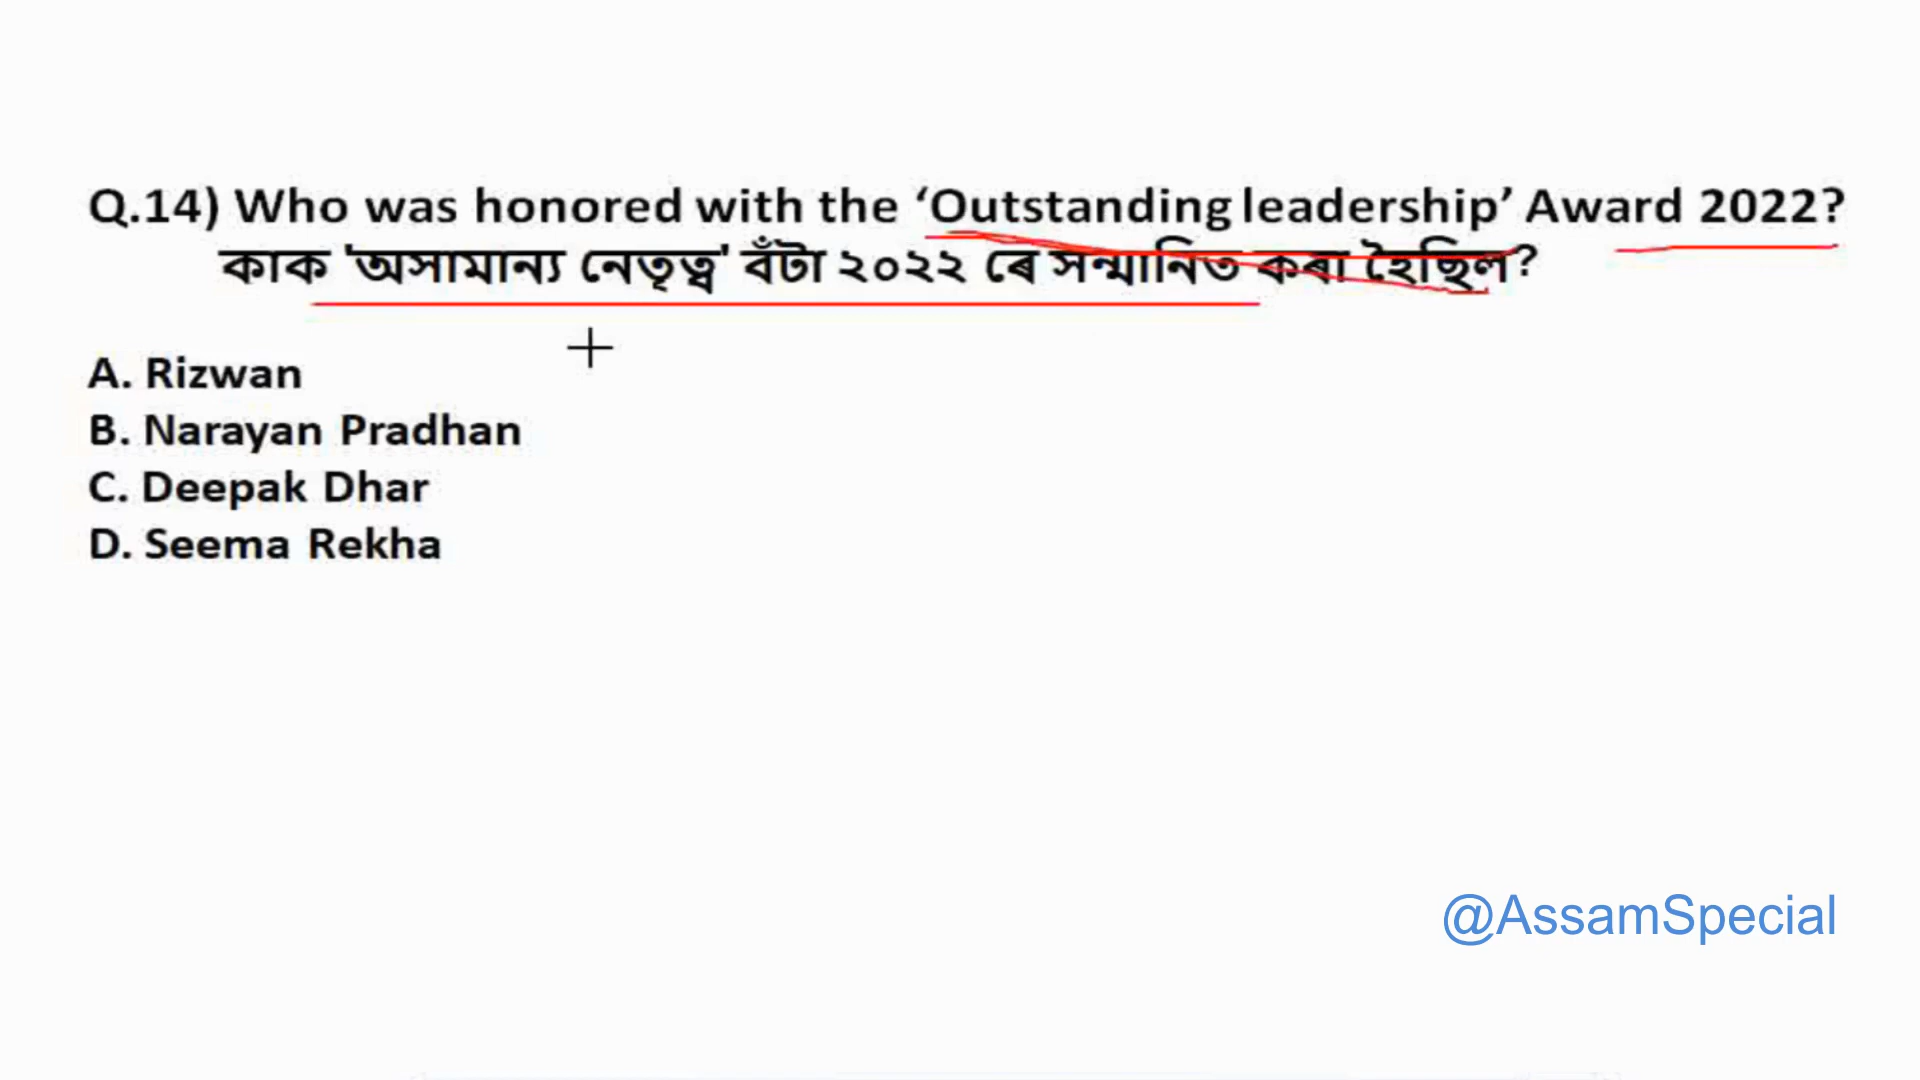 Q.14) Who was honored with the ‘Outstanding leadership’ Award 2022?
কাক 'অসামান্য নেতৃত্ব' বঁটা ২০২২ ৰে সন্মানিত কৰা হৈছিল?
A. Rizwan
B. Narayan Pradhan
C. Deepak Dhar
D. Seema Rekha
@AssamSpecial